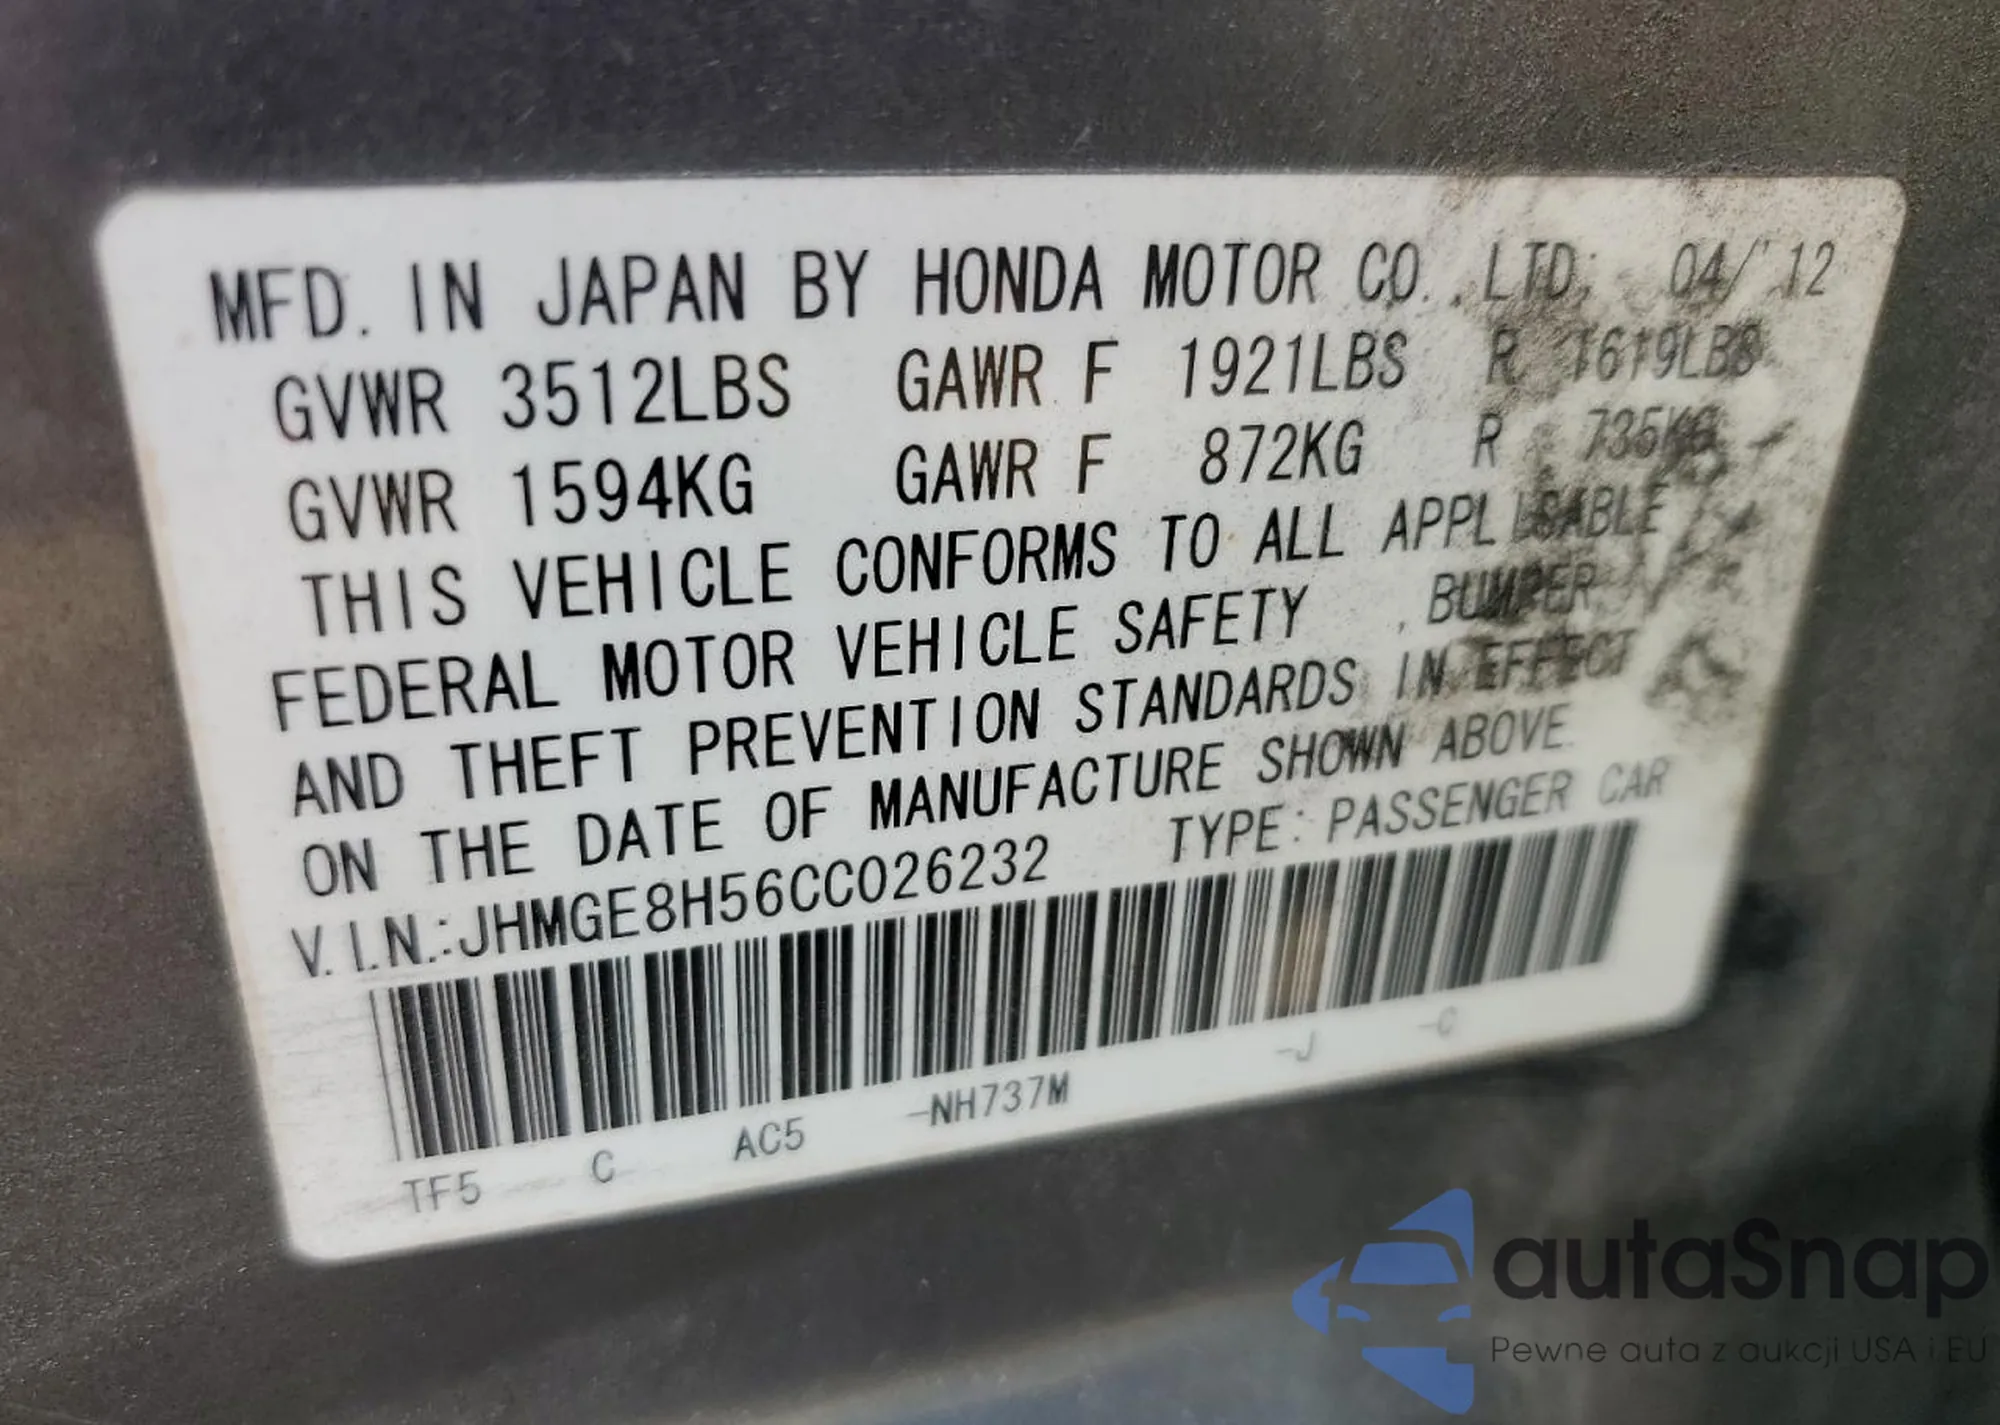 MFD. IN JAPAN BY HONDA MOTOR CO.,LTD. 04/'12
GVWR 3512LBS GAWR F 1921LBS R 1619LBS
GVWR 1594KG GAWR F 872KG R 735KG
THIS VEHICLE CONFORMS TO ALL APPLISABLE
FEDERAL MOTOR VEHICLE SAFETY , BUMPER
AND THEFT PREVENTION STANDARDS IN EFFECT
ON THE DATE OF MANUFACTURE SHOWN ABOVE.
V.I.N.:JHMGE8H56CC026232 TYPE:PASSENGER CAR
TF5 C AC5 -NH737M -J -C
autaSnap
Pewne auta z aukcji USA i EU